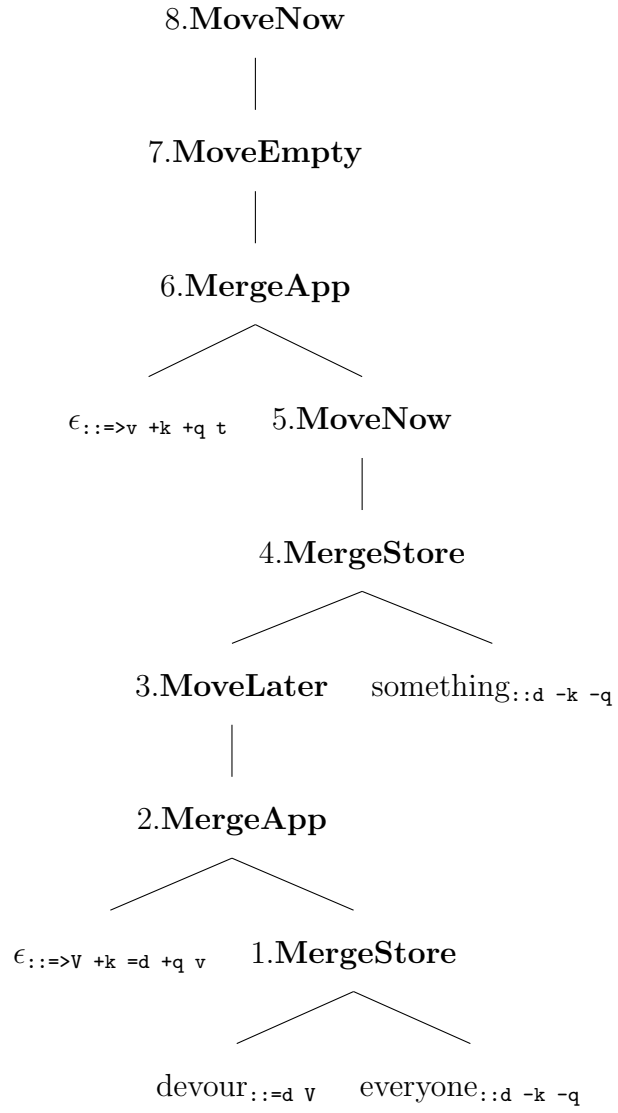 8.MoveNow
7.MoveEmpty
6.MergeApp
ϵ::=>v +k +q t 5.MoveNow
4.MergeStore
3.MoveLater something::d -k -q
2.MergeApp
ϵ::=>V +k =d +q v 1.MergeStore
devour::=d V everyone::d -k -q